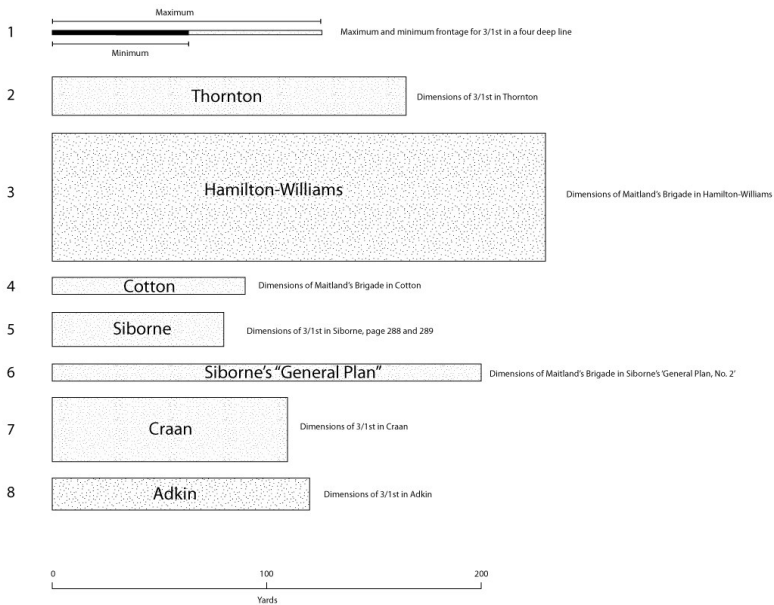 Maximum
1 Maximum and minimum frontage for 3/1st in a four deep line
Minimum
2 Thornton Dimensions of 3/1st in Thornton
3 Hamilton-Williams Dimensions of Maitland's Brigade in Hamilton-Williams
4 Cotton Dimensions of Maitland's Brigade in Cotton
5 Siborne Dimensions of 3/1st in Siborne, page 288 and 289
6 Siborne's "General Plan" Dimensions of Maitland's Brigade in Siborne's 'General Plan, No. 2'
7 Craan Dimensions of 3/1st in Craan
8 Adkin Dimensions of 3/1st in Adkin
0 100 200
Yards